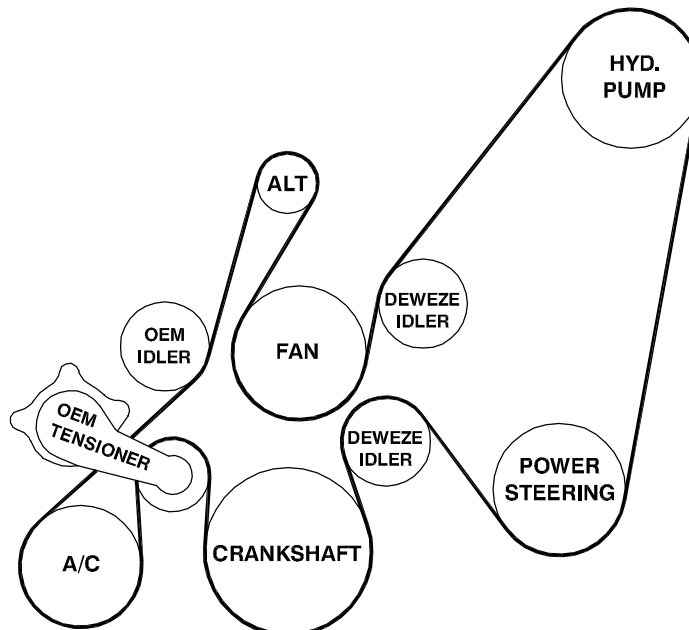 HYD.
PUMP
ALT
DEWEZE
IDLER
OEM
IDLER
FAN
OEM
TENSIONER
DEWEZE
IDLER
POWER
STEERING
A/C
CRANKSHAFT